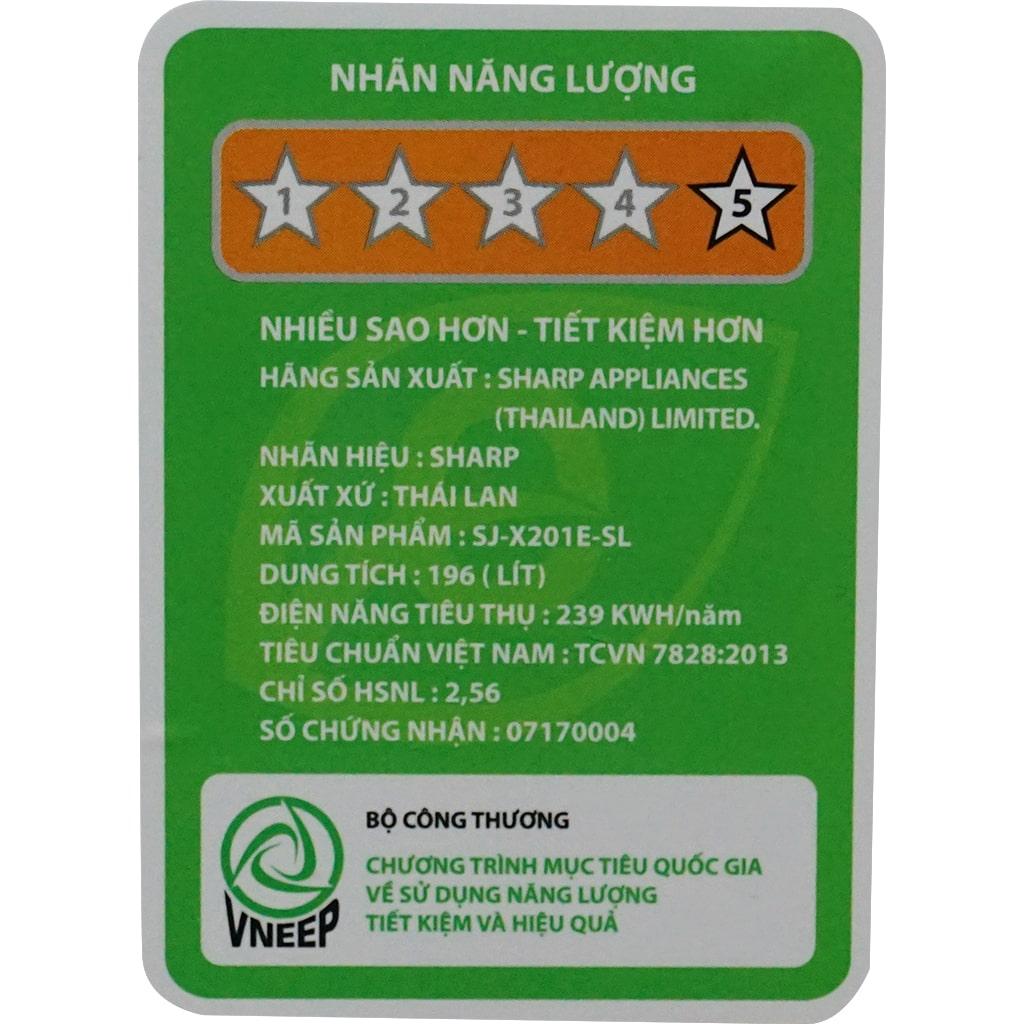 NHÃN NĂNG LƯỢNG
1 2 3 4 5
NHIỀU SAO HƠN - TIẾT KIỆM HƠN
HÃNG SẢN XUẤT : SHARP APPLIANCES
(THAILAND) LIMITED.
NHÃN HIỆU : SHARP
XUẤT XỨ : THÁI LAN
MÃ SẢN PHẨM : SJ-X201E-SL
DUNG TÍCH : 196 ( LÍT)
ĐIỆN NĂNG TIÊU THỤ : 239 KWH/năm
TIÊU CHUẨN VIỆT NAM : TCVN 7828:2013
CHỈ SỐ HSNL : 2,56
SỐ CHỨNG NHẬN : 07170004
BỘ CÔNG THƯƠNG
CHƯƠNG TRÌNH MỤC TIÊU QUỐC GIA
VỀ SỬ DỤNG NĂNG LƯỢNG
TIẾT KIỆM VÀ HIỆU QUẢ
VNEEP